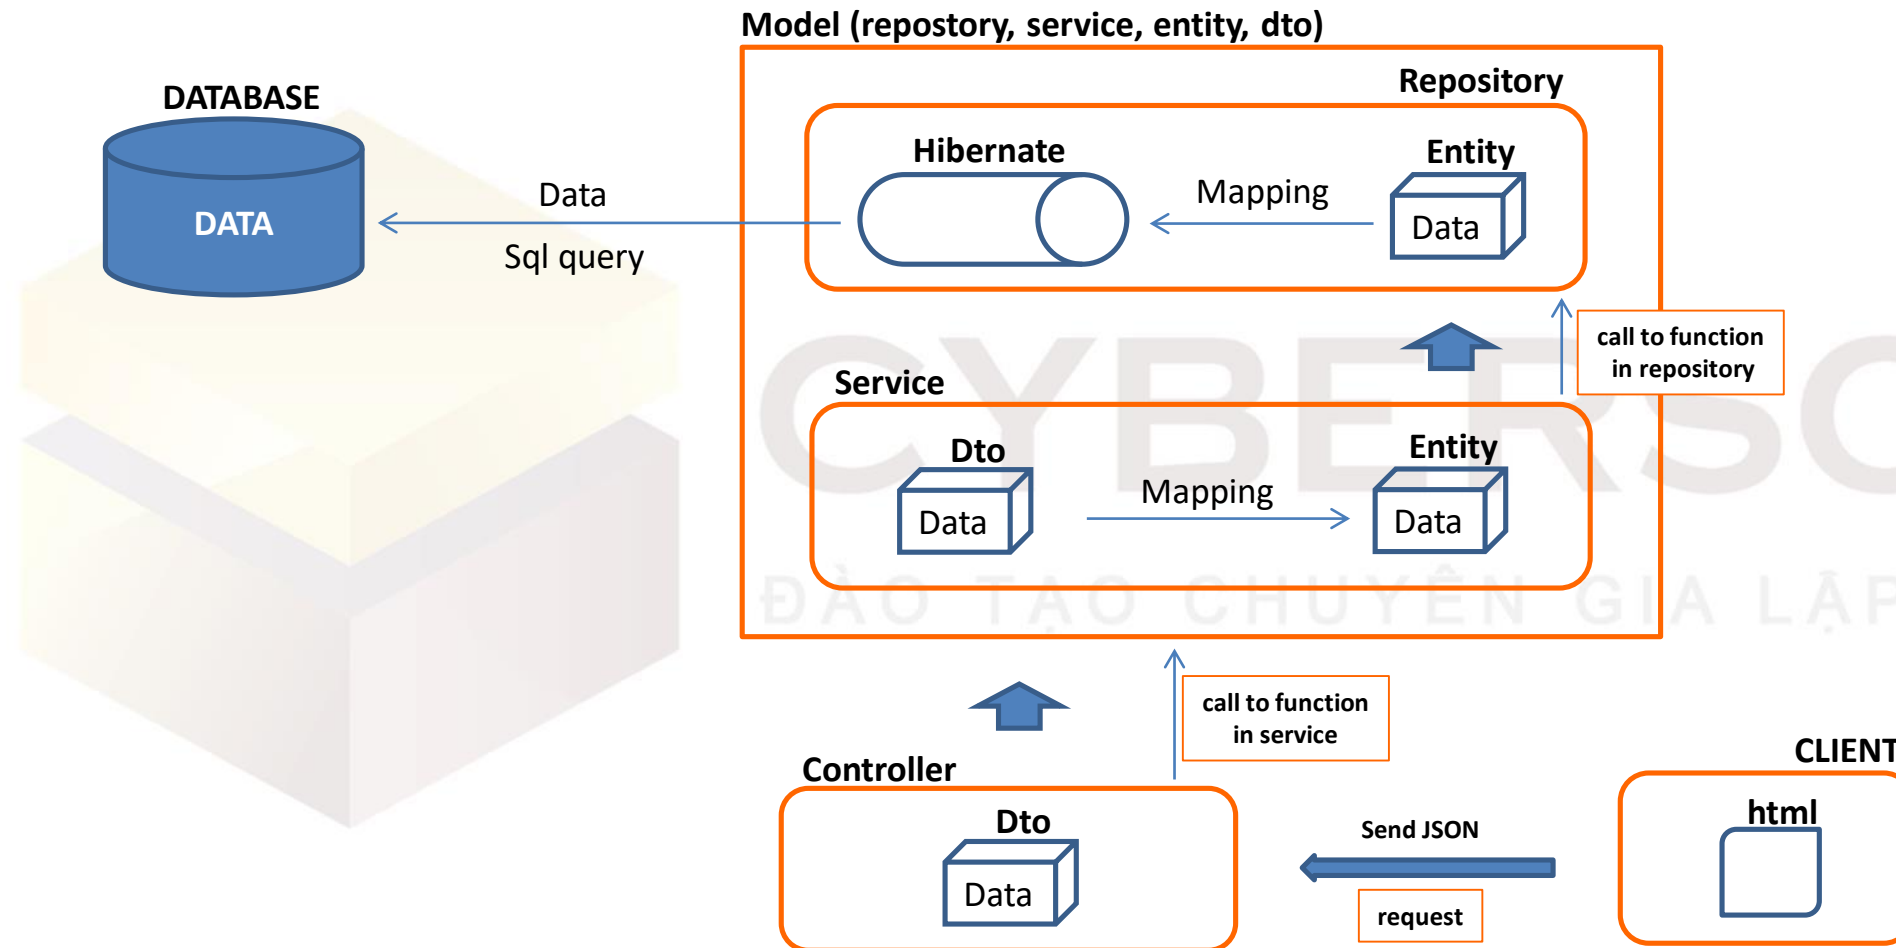 Model (repostory, service, entity, dto)
DATABASE
DATA
Data
Sql query
Repository
Hibernate
Mapping
Entity
Data
call to function
in repository
Service
Dto
Data
Mapping
Entity
Data
CYBERSO
ĐÀO TẠO CHUYÊN GIA LẬP
call to function
in service
Controller
Dto
Data
Send JSON
request
CLIENT
html